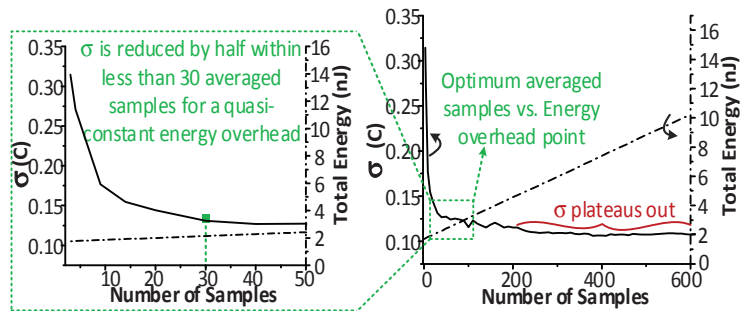 σ is reduced by half within
less than 30 averaged
samples for a quasi-
constant energy overhead
0.35
0.30
0.25
0.20
0.15
0.10
σ (C)
16
14
12
10
8
6
4
2
0
Total Energy (nJ)
0 10 20 30 40 50
Number of Samples
Optimum averaged
samples vs. Energy
overhead point
σ plateaus out
0.35
0.30
0.25
0.20
0.15
0.10
σ (C)
16
14
12
10
8
6
4
2
0
Total Energy (nJ)
0 200 400 600
Number of Samples